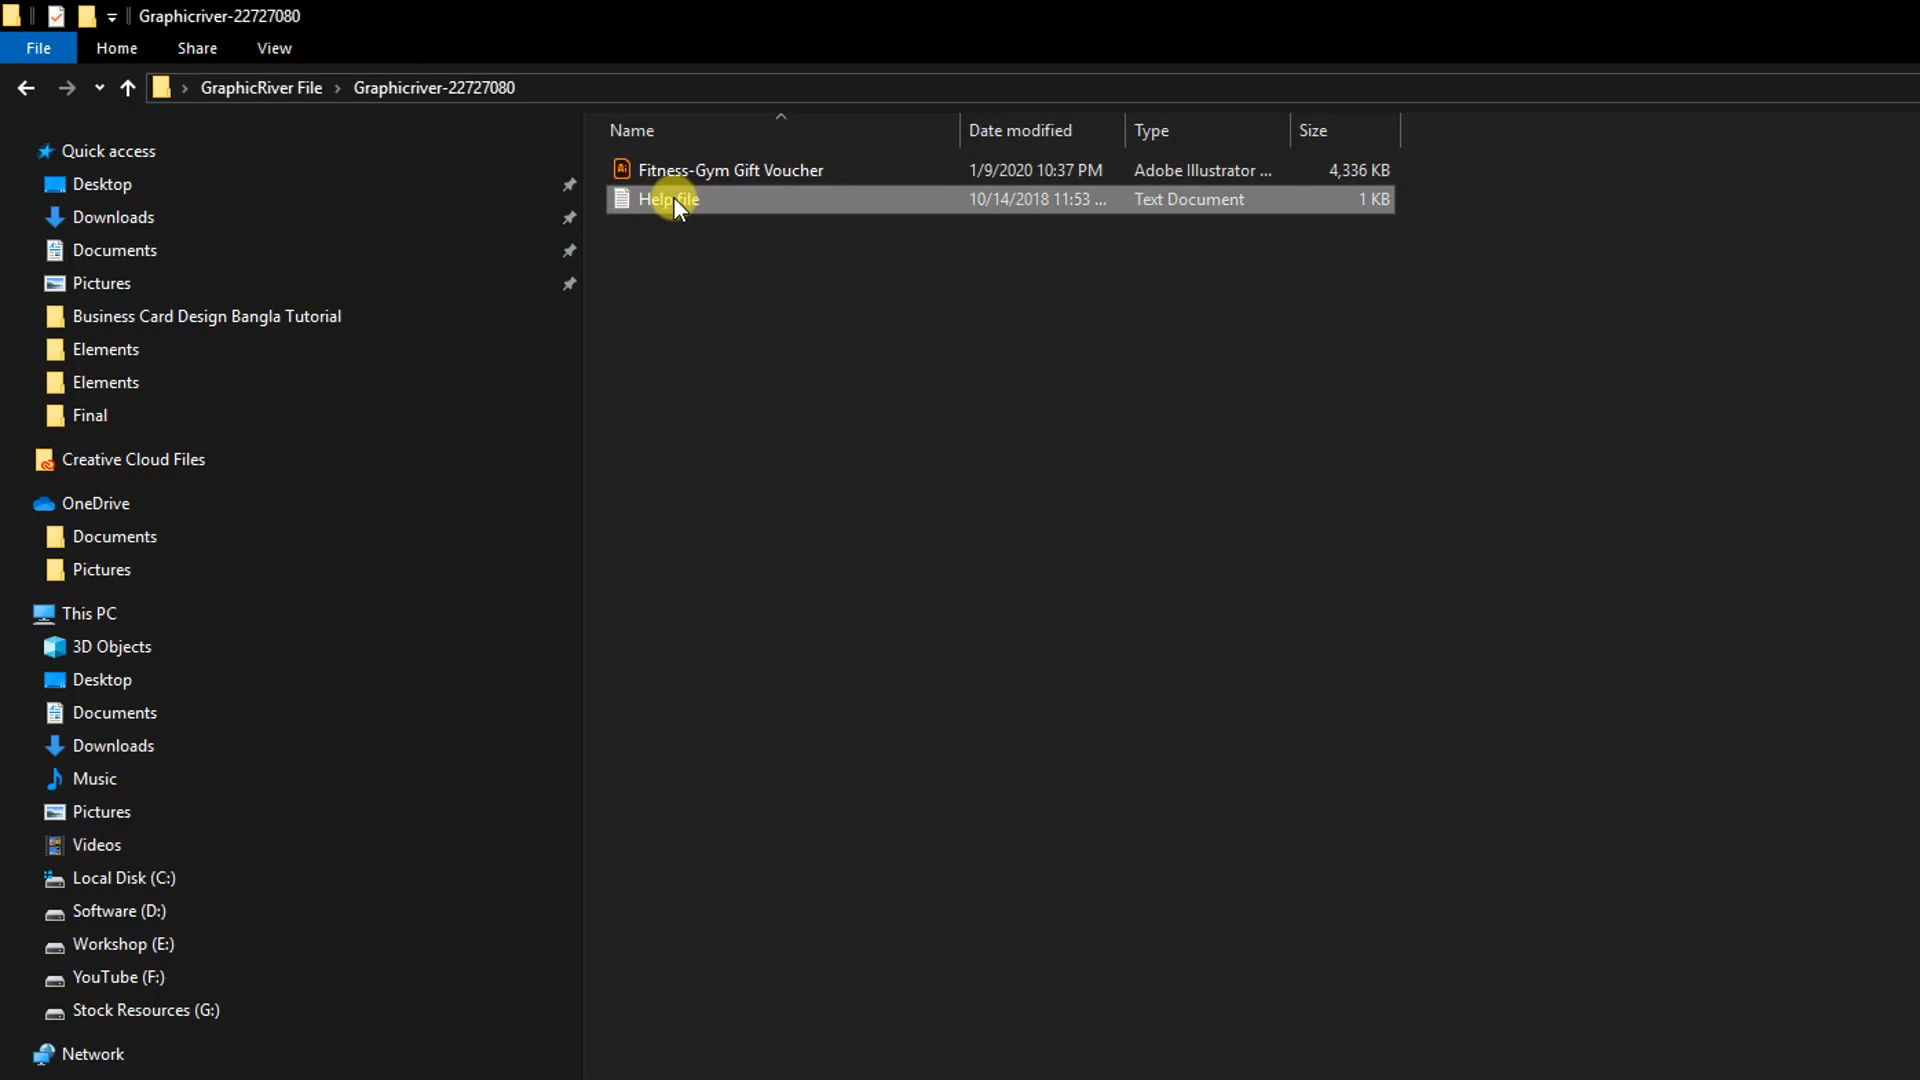 Graphicriver-22727080
File Home Share View
GraphicRiver File Graphicriver-22727080
Name Date modified Type Size
Fitness-Gym Gift Voucher 1/9/2020 10:37 PM Adobe Illustrator ... 4,336 KB
Help file 10/14/2018 11:53 ... Text Document 1 KB
Quick access
Desktop
Downloads
Documents
Pictures
Business Card Design Bangla Tutorial
Elements
Elements
Final
Creative Cloud Files
OneDrive
Documents
Pictures
This PC
3D Objects
Desktop
Documents
Downloads
Music
Pictures
Videos
Local Disk (C:)
Software (D:)
Workshop (E:)
YouTube (F:)
Stock Resources (G:)
Network